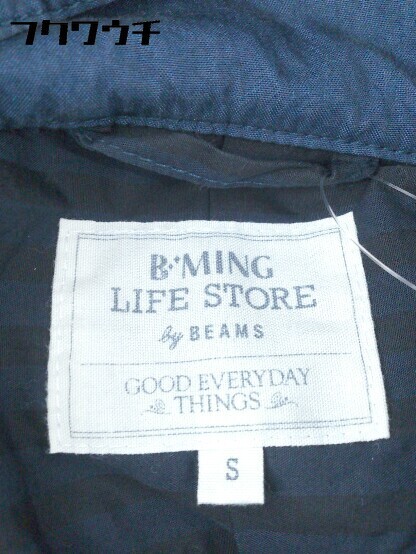 フクワウチ
B:MING
LIFE STORE
by BEAMS
GOOD EVERYDAY
THINGS
S